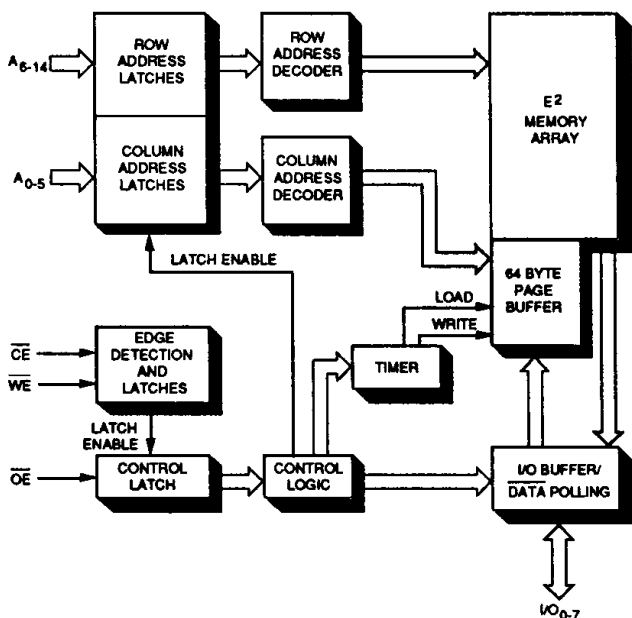 A6-14
ROW
ADDRESS
LATCHES
ROW
ADDRESS
DECODER
E2
MEMORY
ARRAY
A0-5
COLUMN
ADDRESS
LATCHES
COLUMN
ADDRESS
DECODER
LATCH ENABLE
64 BYTE
PAGE
BUFFER
LOAD
WRITE
TIMER
CE
WE
EDGE
DETECTION
AND
LATCHES
LATCH
ENABLE
OE
CONTROL
LATCH
CONTROL
LOGIC
I/O BUFFER/
DATA POLLING
I/O0-7